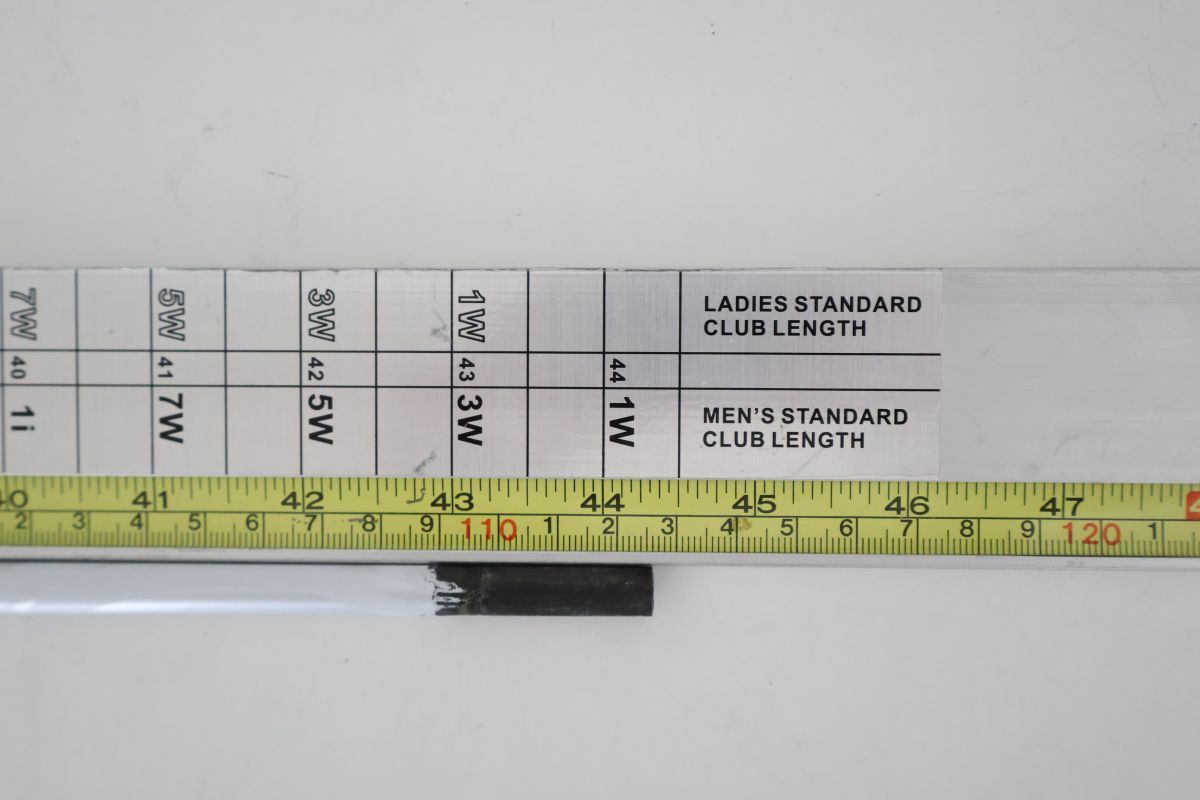 7W 5W 3W 1W
LADIES STANDARD
CLUB LENGTH
40 41 42 43 44
1i 7W 5W 3W 1W
MEN'S STANDARD
CLUB LENGTH
40 41 42 43 44 45 46 47
2 3 4 5 6 7 8 9 110 1 2 3 4 5 6 7 8 9 120 1